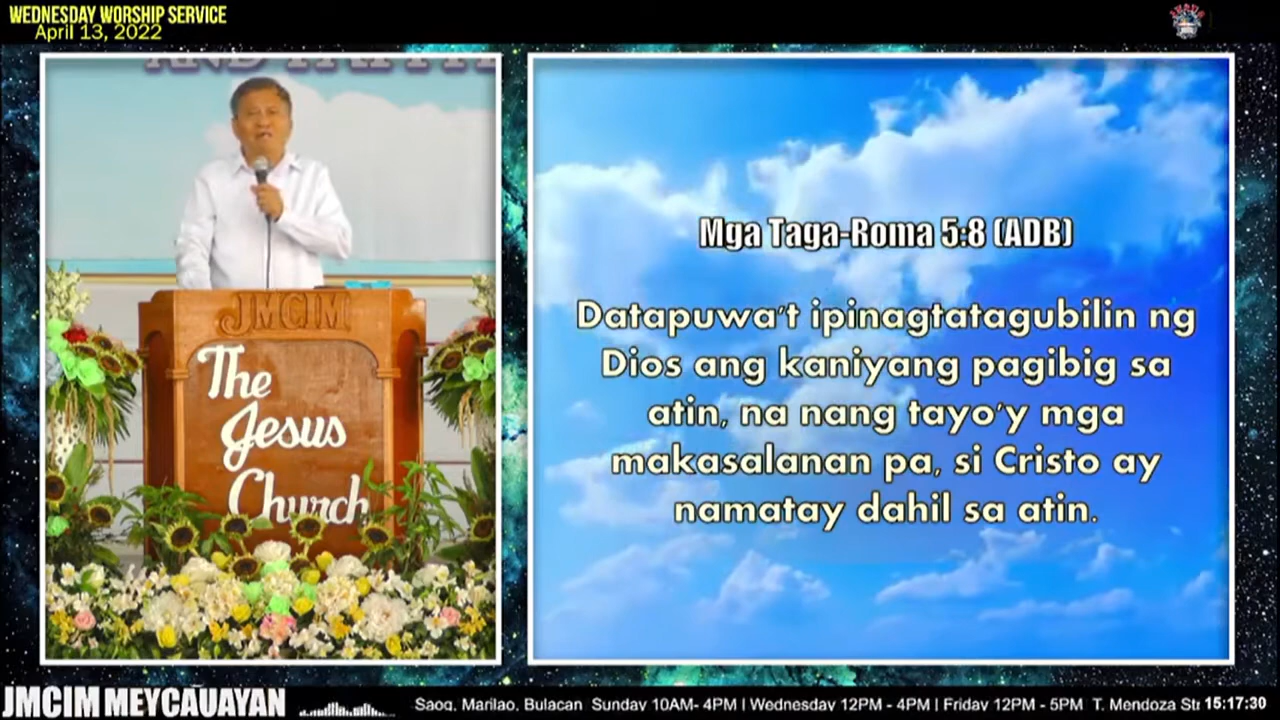 WEDNESDAY WORSHIP SERVICE
April 13, 2022
JMCIM
The
Jesus
Church
Mga Taga-Roma 5:8 (ADB)
Datapuwa't ipinagtatagubilin ng
Dios ang kaniyang pagibig sa
atin, na nang tayo'y mga
makasalanan pa, si Cristo ay
namatay dahil sa atin.
JMCIM MEYCAUAYAN
Saog, Marilao, Bulacan Sunday 10AM- 4PM | Wednesday 12PM - 4PM | Friday 12PM - 5PM T. Mendoza Str 15:17:30